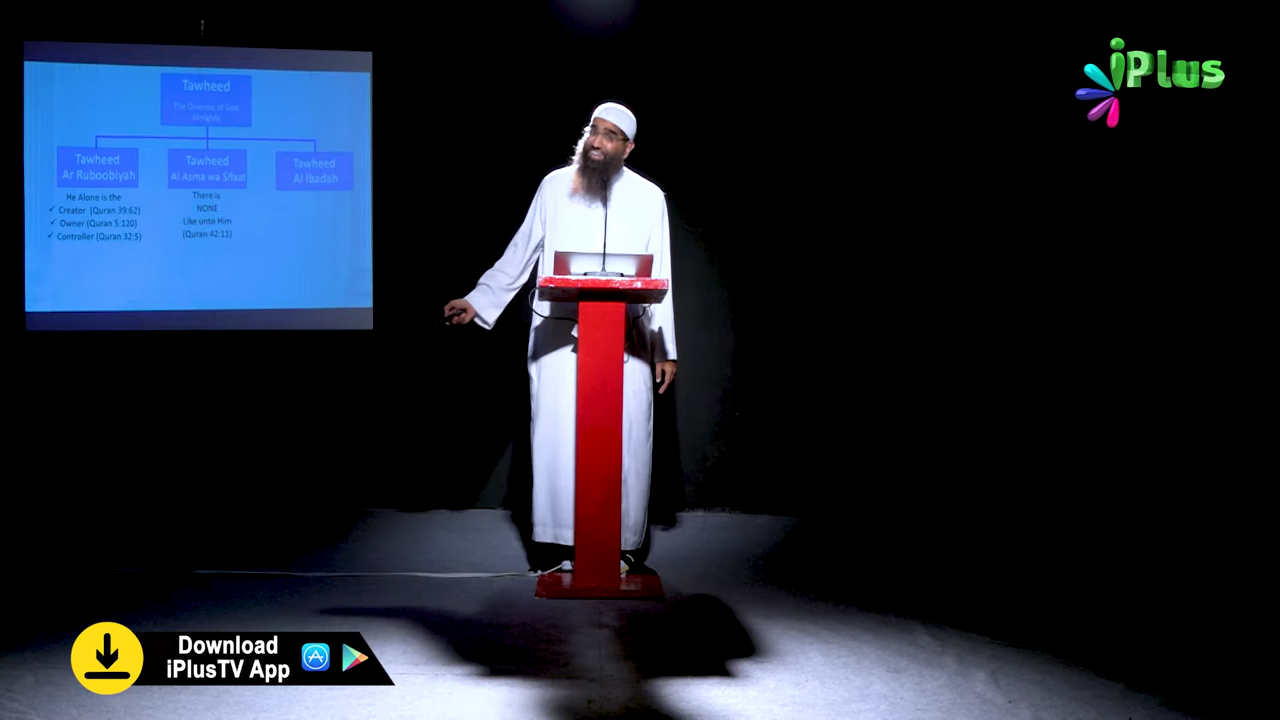 Tawheed
The Oneness of God
Almighty
Tawheed
Ar Ruboobiyah
Tawheed
Al Asma wa Sifaat
Tawheed
Al Ibadah
He Alone is the
✓ Creator (Quran 39:62)
✓ Owner (Quran 5:120)
✓ Controller (Quran 32:5)
There is
NONE
Like unto Him
(Quran 42:11)
iPlus
Download
iPlusTV App